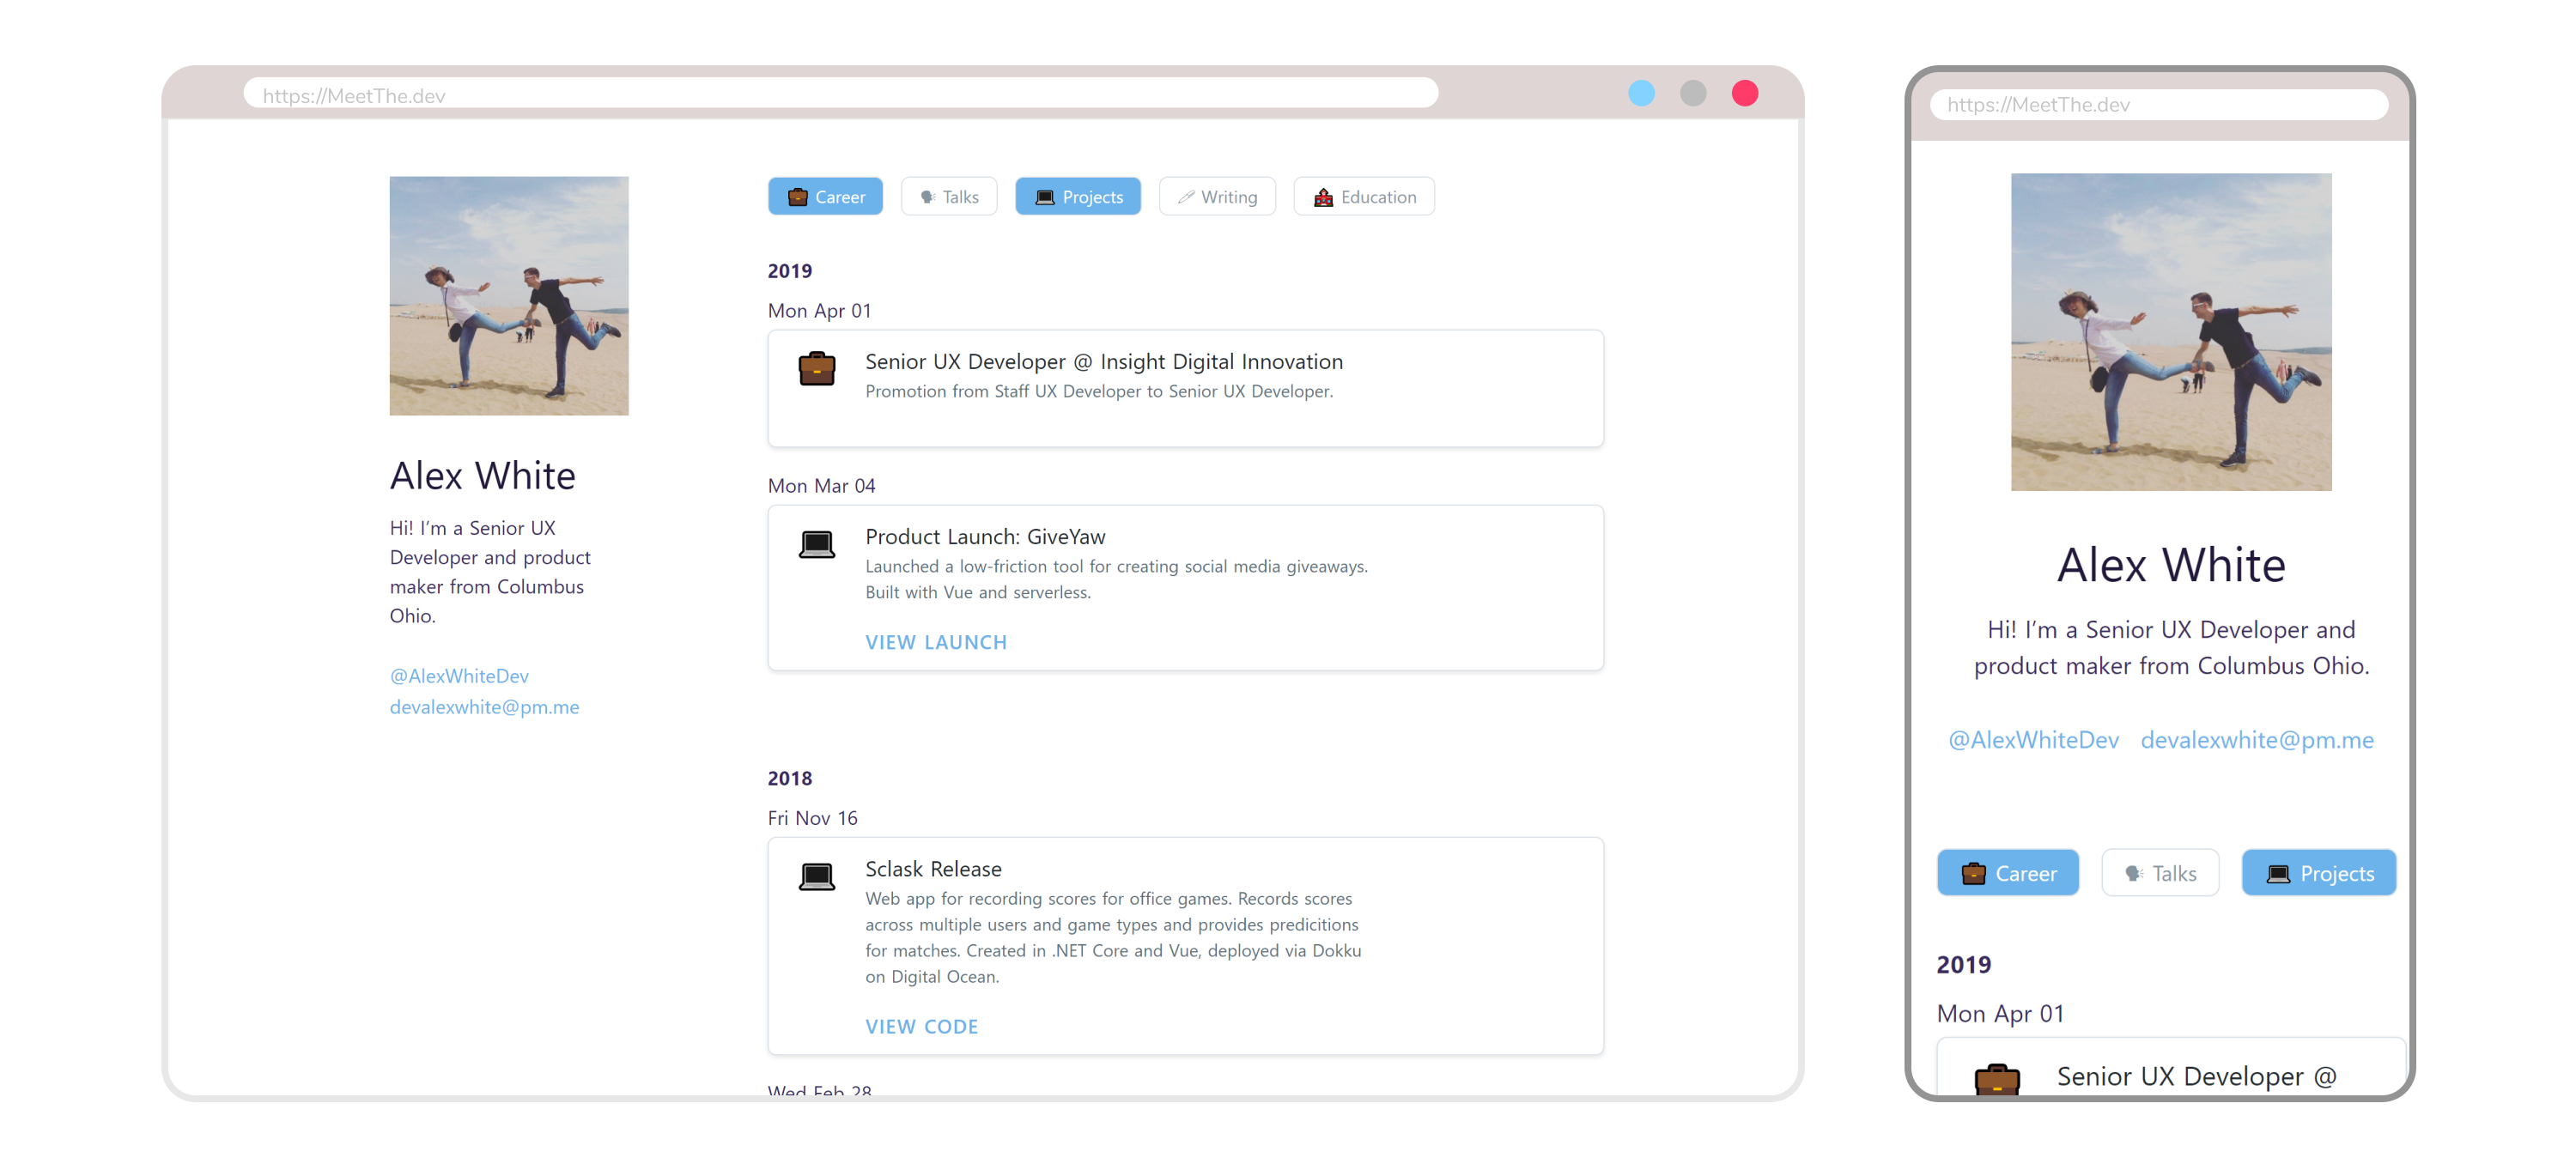 https://MeetThe.dev
Alex White
Hi! I'm a Senior UX
Developer and product
maker from Columbus
Ohio.
@AlexWhiteDev
devalexwhite@pm.me
Career
Talks
Projects
Writing
Education
2019
Mon Apr 01
Senior UX Developer @ Insight Digital Innovation
Promotion from Staff UX Developer to Senior UX Developer.
Mon Mar 04
Product Launch: GiveYaw
Launched a low-friction tool for creating social media giveaways.
Built with Vue and serverless.
VIEW LAUNCH
2018
Fri Nov 16
Sclask Release
Web app for recording scores for office games. Records scores
across multiple users and game types and provides predicitions
for matches. Created in .NET Core and Vue, deployed via Dokku
on Digital Ocean.
VIEW CODE
Wed Feb 28
https://MeetThe.dev
Alex White
Hi! I'm a Senior UX Developer and
product maker from Columbus Ohio.
@AlexWhiteDev devalexwhite@pm.me
Career
Talks
Projects
2019
Mon Apr 01
Senior UX Developer @